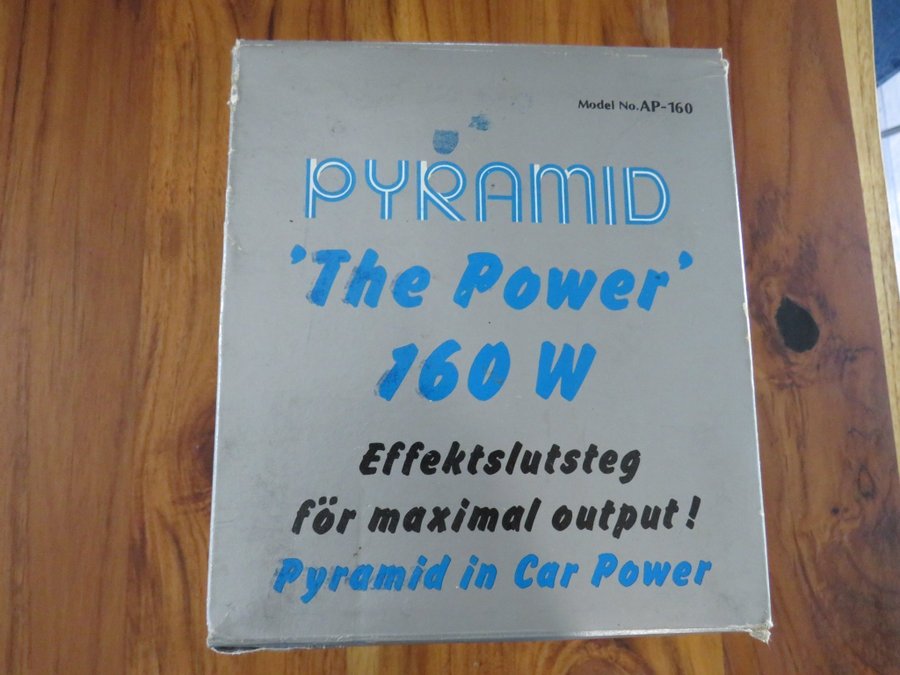 Model No.AP-160
PYRAMID
'The Power'
160 W
Effektslutsteg
för maximal output!
Pyramid in Car Power